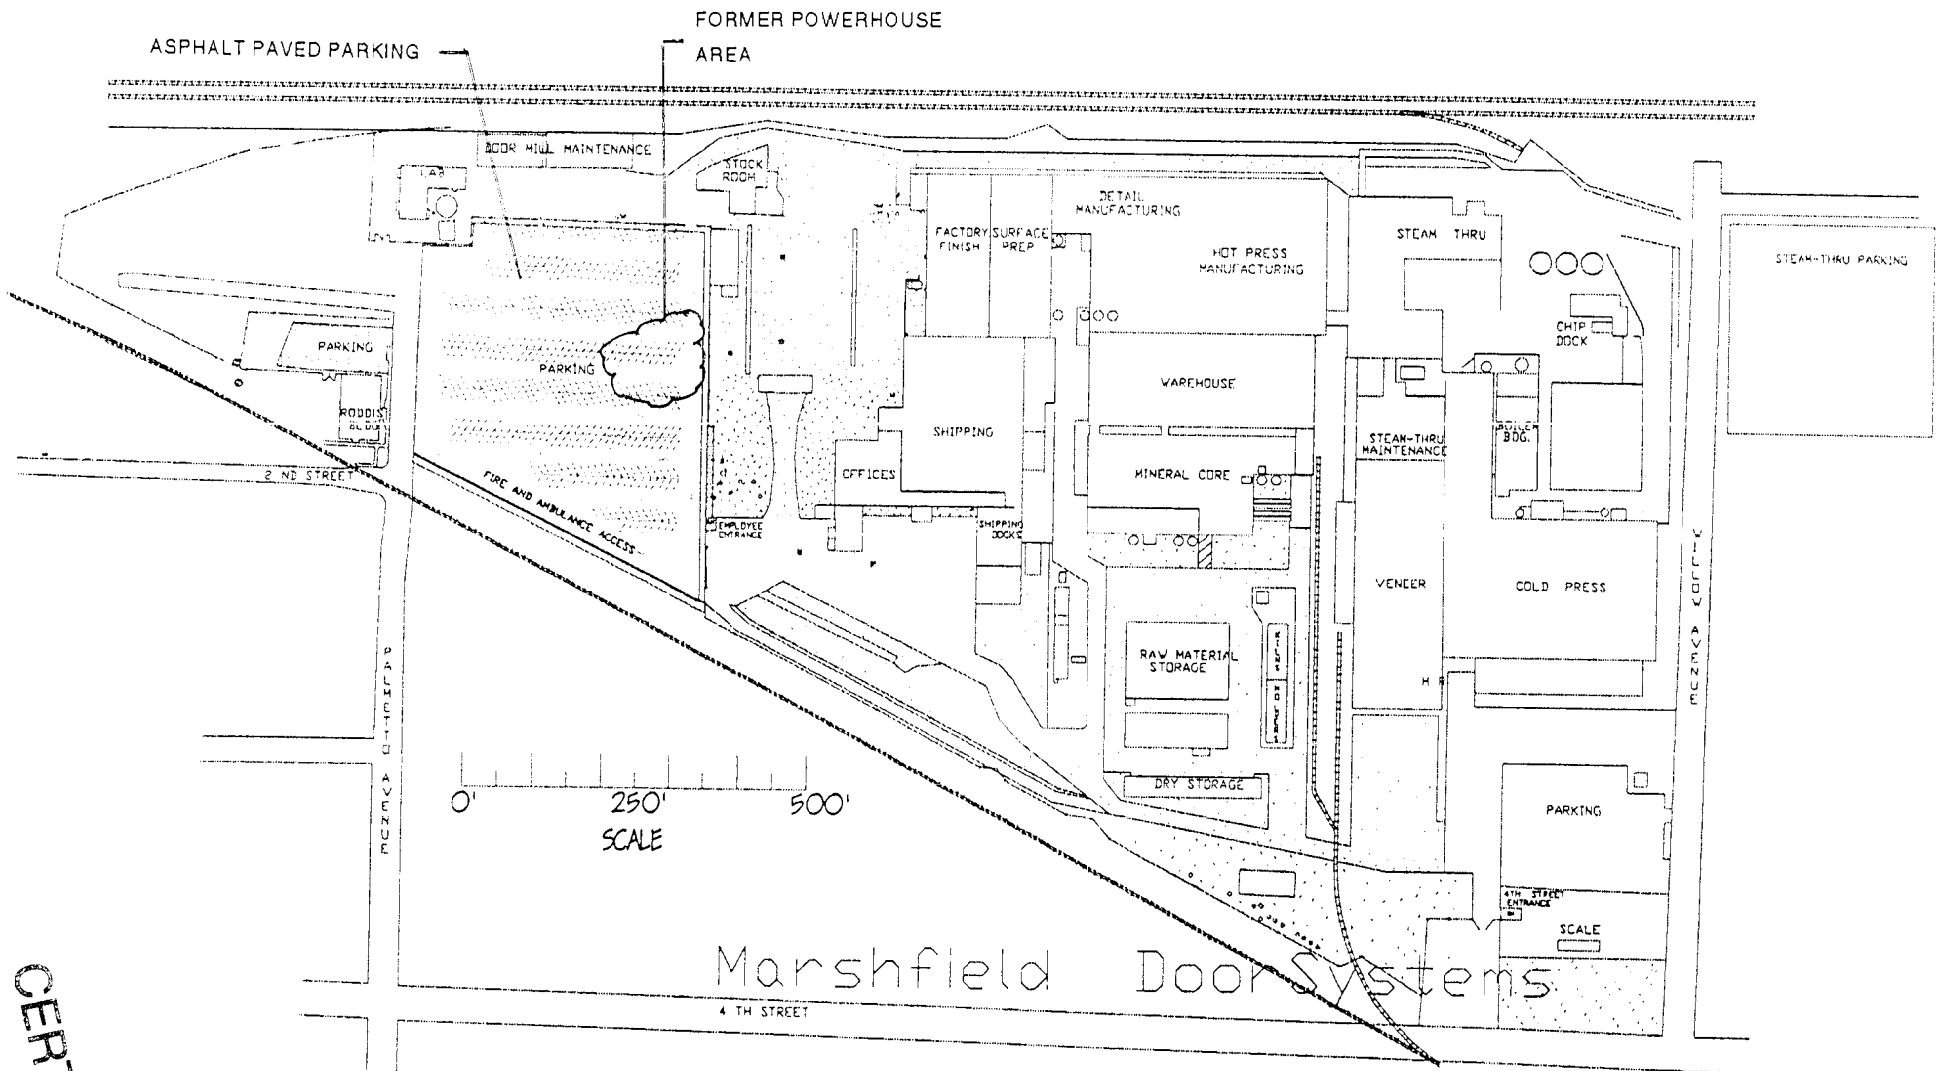 FORMER POWERHOUSE
AREA
ASPHALT PAVED PARKING
DOOR MILL MAINTENANCE
LAB
STOCK
ROOM
DETAIL
MANUFACTURING
FACTORY
FINISH
SURFACE
PREP
HOT PRESS
MANUFACTURING
STEAM THRU
STEAM-THRU PARKING
CHIP
DOCK
PARKING
PARKING
WAREHOUSE
RODDIS
BLDG
SHIPPING
STEAM-THRU
MAINTENANCE
BOILER
BDG.
2 ND STREET
OFFICES
MINERAL CORE
FIRE AND AMBULANCE ACCESS
EMPLOYEE
ENTRANCE
SHIPPING
DOCKS
VENEER
COLD PRESS
WILLOW AVENUE
RAW MATERIAL
STORAGE
PALMETTO AVENUE
DRY STORAGE
PARKING
0' 250' 500'
SCALE
4TH STREET
ENTRANCE
SCALE
Marshfield DoorSystems
4 TH STREET
CERT